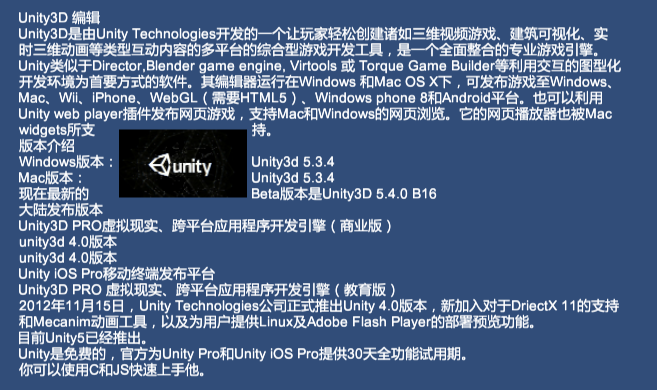 Unity3D 编辑
Unity3D是由Unity Technologies开发的一个让玩家轻松创建诸如三维视频游戏、建筑可视化、实
时三维动画等类型互动内容的多平台的综合型游戏开发工具，是一个全面整合的专业游戏引擎。
Unity类似于Director,Blender game engine, Virtools 或 Torque Game Builder等利用交互的图型化
开发环境为首要方式的软件。其编辑器运行在Windows 和Mac OS X下，可发布游戏至Windows、
Mac、Wii、iPhone、WebGL（需要HTML5）、Windows phone 8和Android平台。也可以利用
Unity web player插件发布网页游戏，支持Mac和Windows的网页浏览。它的网页播放器也被Mac
widgets所支 持。
版本介绍
Windows版本： Unity3d 5.3.4
unity
Mac版本： Unity3d 5.3.4
现在最新的 Beta版本是Unity3D 5.4.0 B16
大陆发布版本
Unity3D PRO虚拟现实、跨平台应用程序开发引擎（商业版）
unity3d 4.0版本
unity3d 4.0版本
Unity iOS Pro移动终端发布平台
Unity3D PRO 虚拟现实、跨平台应用程序开发引擎（教育版）
2012年11月15日，Unity Technologies公司正式推出Unity 4.0版本，新加入对于DriectX 11的支持
和Mecanim动画工具，以及为用户提供Linux及Adobe Flash Player的部署预览功能。
目前Unity5已经推出。
Unity是免费的，官方为Unity Pro和Unity iOS Pro提供30天全功能试用期。
你可以使用C和JS快速上手他。